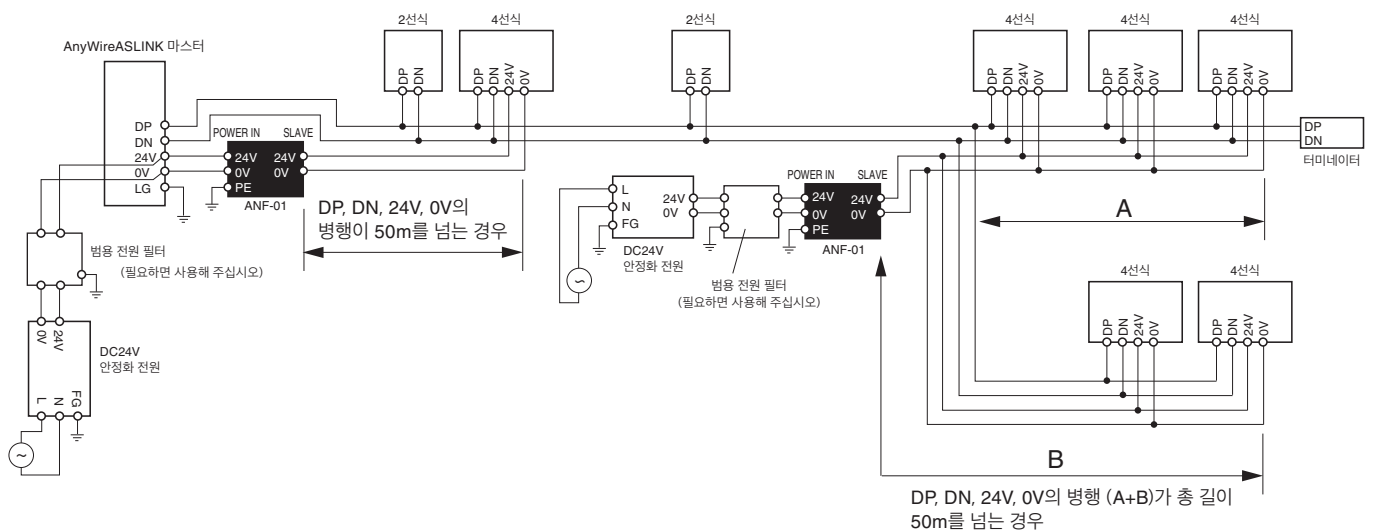 2선식
4선식
2선식
4선식
4선식
4선식
AnyWireASLINK 마스터
DP
DN
DP
DN
24V
0V
DP
DN
DP
DN
24V
0V
DP
DN
24V
0V
DP
DN
24V
0V
DP
DN
24V
0V
LG
POWER IN
SLAVE
24V
0V
PE
24V
0V
ANF-01
DP
DN
터미네이터
DP, DN, 24V, 0V의
병행이 50m를 넘는 경우
L
N
FG
24V
0V
DC24V
안정화 전원
POWER IN
SLAVE
24V
0V
PE
24V
0V
ANF-01
범용 전원 필터
(필요하면 사용해 주십시오)
A
범용 전원 필터
(필요하면 사용해 주십시오)
0V
24V
DC24V
안정화 전원
L
N
FG
~
~
4선식
4선식
DP
DN
24V
0V
DP
DN
24V
0V
B
DP, DN, 24V, 0V의 병행 (A+B)가 총 길이
50m를 넘는 경우